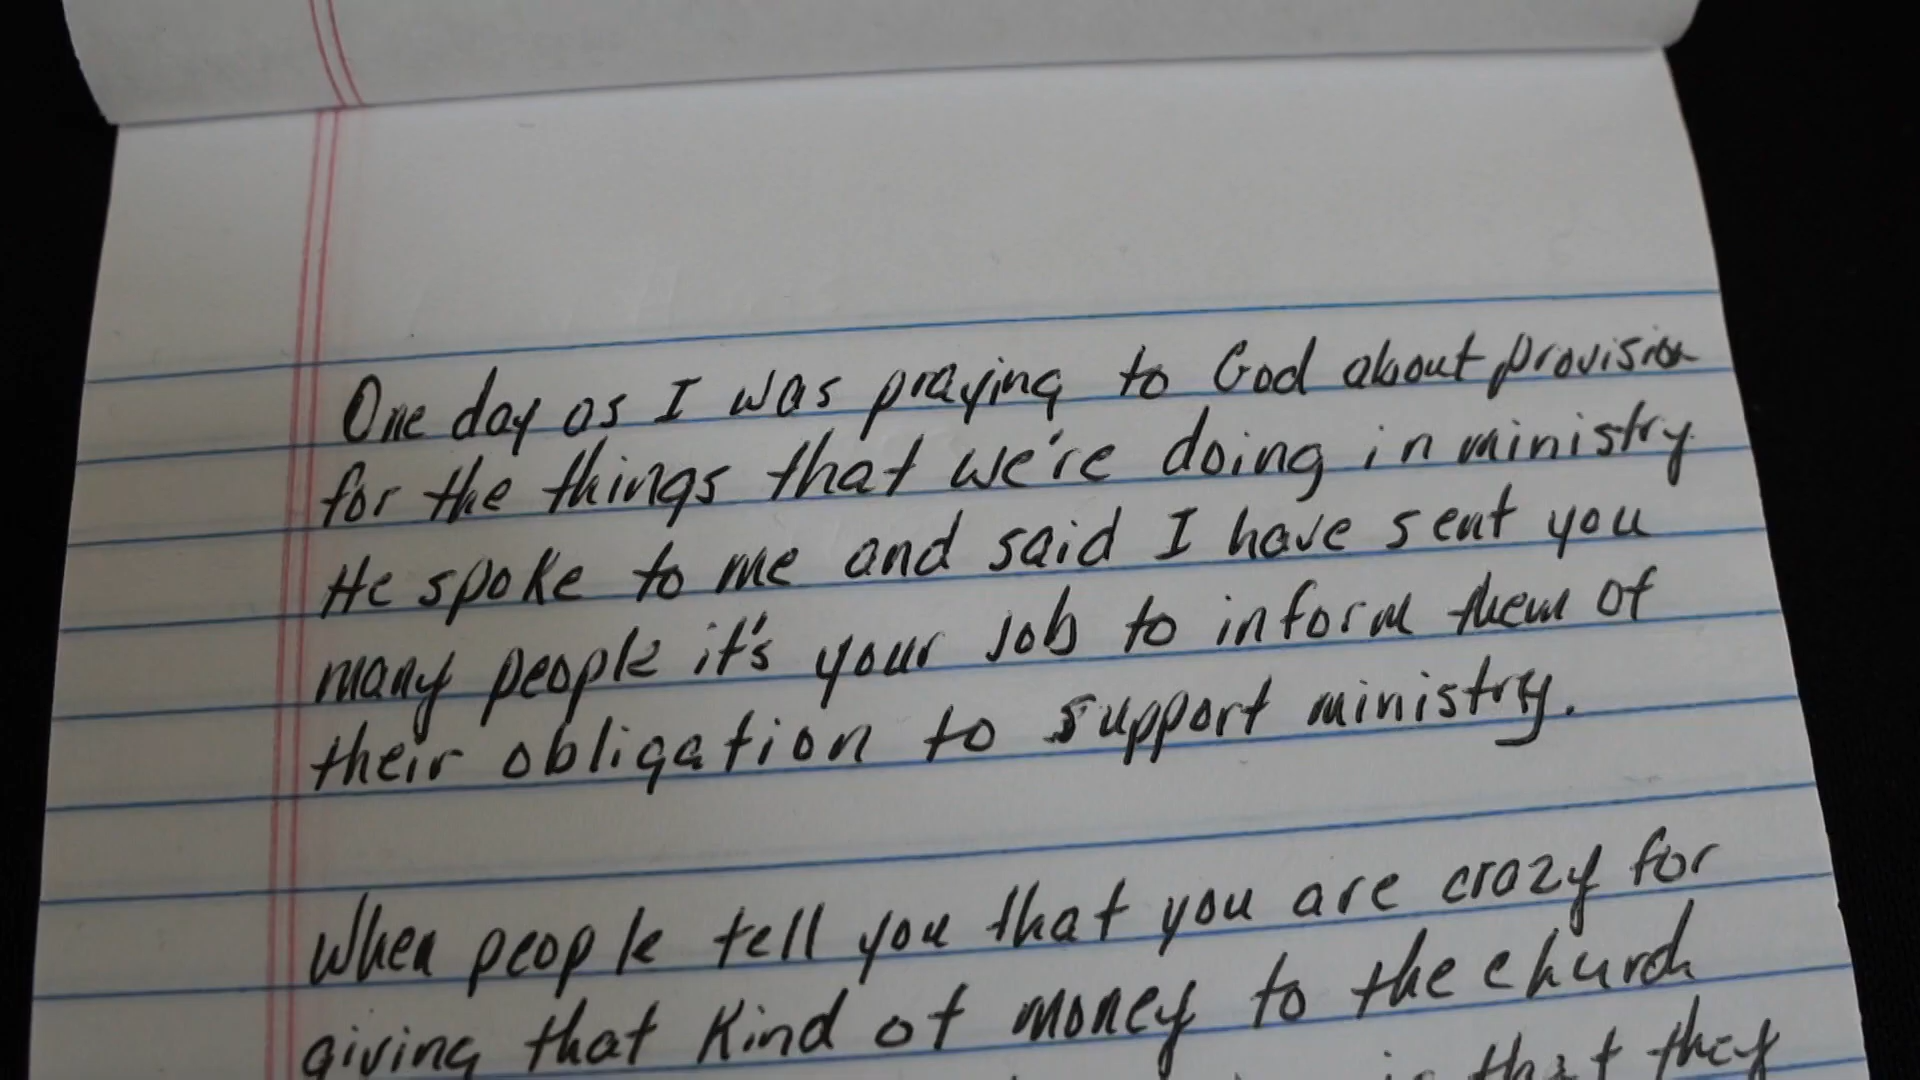 One day as I was praying to God about provision
for the things that we're doing in ministry.
He spoke to me and said I have sent you
many people it's your job to inform them of
their obligation to support ministry.
When people tell you that you are crazy for
giving that kind of money to the church
is that they